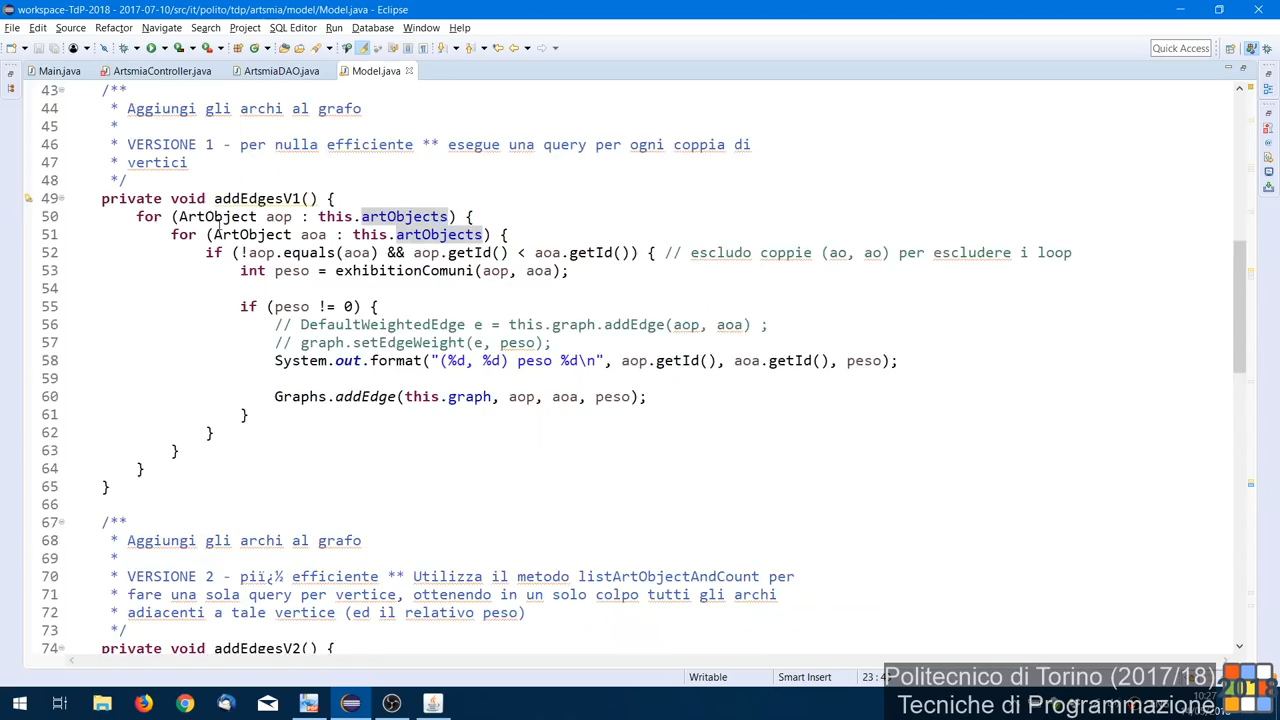 workspace-TdP-2018 - 2017-07-10/src/it/polito/tdp/artsmia/model/Model.java - Eclipse
File Edit Source Refactor Navigate Search Project SQL Editor Run Database Window Help
Quick Access
Main.java ArtsmiaController.java ArtsmiaDAO.java Model.java
43 /**
44 * Aggiungi gli archi al grafo
45 *
46 * VERSIONE 1 - per nulla efficiente ** esegue una query per ogni coppia di
47 * vertici
48 */
49 private void addEdgesV1() {
50 for (ArtObject aop : this.artObjects) {
51 for (ArtObject aoa : this.artObjects) {
52 if (!aop.equals(aoa) && aop.getId() < aoa.getId()) { // escludo coppie (ao, ao) per escludere i loop
53 int peso = exhibitionComuni(aop, aoa);
54
55 if (peso != 0) {
56 // DefaultWeightedEdge e = this.graph.addEdge(aop, aoa) ;
57 // graph.setEdgeWeight(e, peso);
58 System.out.format("(%d, %d) peso %d\n", aop.getId(), aoa.getId(), peso);
59
60 Graphs.addEdge(this.graph, aop, aoa, peso);
61 }
62 }
63 }
64 }
65 }
66
67 /**
68 * Aggiungi gli archi al grafo
69 *
70 * VERSIONE 2 - piï¿½ efficiente ** Utilizza il metodo listArtObjectAndCount per
71 * fare una sola query per vertice, ottenendo in un solo colpo tutti gli archi
72 * adiacenti a tale vertice (ed il relativo peso)
73 */
74 private void addEdgesV2() {
Writable Smart Insert 23 : 4
Politecnico di Torino (2017/18)
Tecniche di Programmazione
2018
10:27